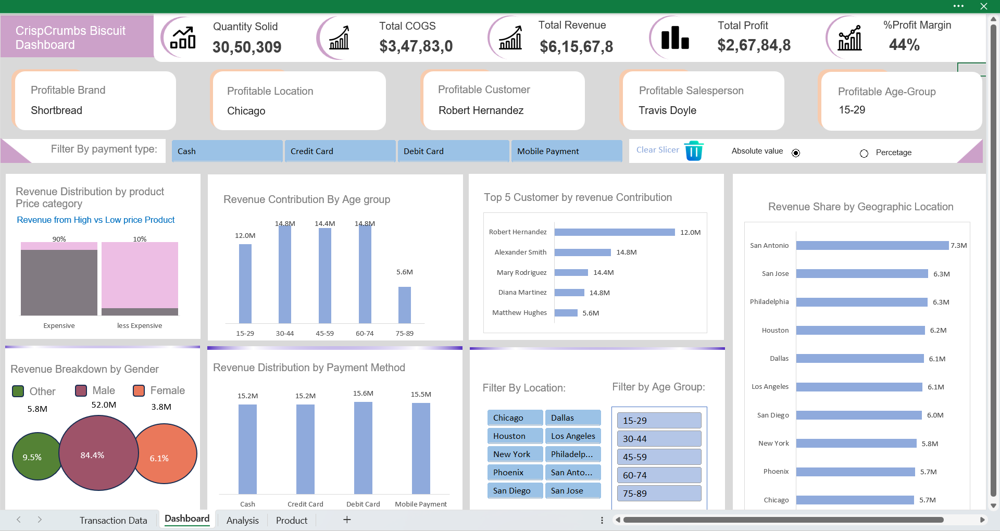 CrispCrumbs Biscuit
Dashboard
Quantity Solid
30,50,309
Total COGS
$3,47,83,0
Total Revenue
$6,15,67,8
Total Profit
$2,67,84,8
%Profit Margin
44%
Profitable Brand
Shortbread
Profitable Location
Chicago
Profitable Customer
Robert Hernandez
Profitable Salesperson
Travis Doyle
Profitable Age-Group
15-29
Filter By payment type:
Cash
Credit Card
Debit Card
Mobile Payment
Clear Slicer
Absolute value
Percetage
Revenue Distribution by product
Price category
Revenue from High vs Low price Product
90%
10%
Expensive
less Expensive
Revenue Contribution By Age group
12.0M
14.8M
14.4M
14.8M
5.6M
15-29
30-44
45-59
60-74
75-89
Top 5 Customer by revenue Contribution
Robert Hernandez 12.0M
Alexander Smith 14.8M
Mary Rodriguez 14.4M
Diana Martinez 14.8M
Matthew Hughes 5.6M
Revenue Share by Geographic Location
San Antonio 7.3M
San Jose 6.3M
Philadelphia 6.3M
Houston 6.2M
Dallas 6.1M
Los Angeles 6.1M
San Diego 6.0M
New York 5.8M
Phoenix 5.7M
Chicago 5.7M
Revenue Breakdown by Gender
Other
Male
Female
5.8M
52.0M
3.8M
9.5%
84.4%
6.1%
Revenue Distribution by Payment Method
15.2M
15.2M
15.6M
15.5M
Cash
Credit Card
Debit Card
Mobile Payment
Filter By Location:
Chicago
Dallas
Houston
Los Angeles
New York
Philadelp...
Phoenix
San Anto...
San Diego
San Jose
Filter by Age Group:
15-29
30-44
45-59
60-74
75-89
Transaction Data
Dashboard
Analysis
Product